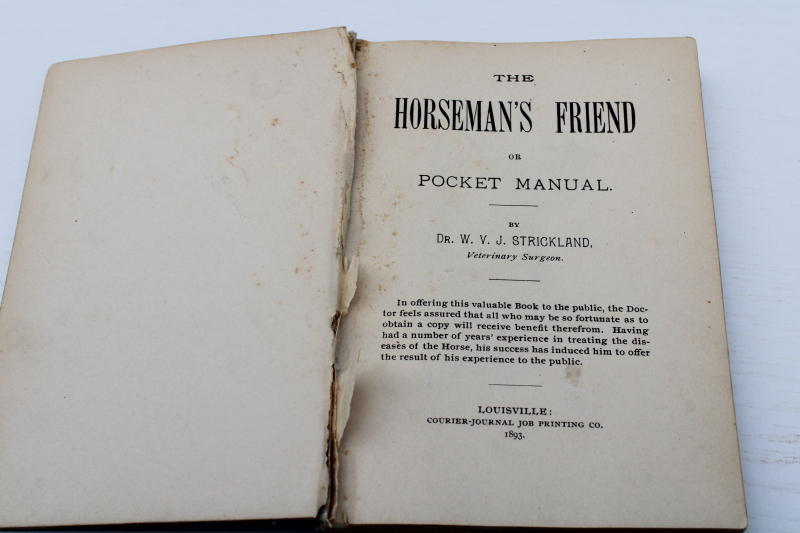 THE
HORSEMAN'S FRIEND
OR
POCKET MANUAL.
BY
DR. W. V. J. STRICKLAND,
Veterinary Surgeon.
In offering this valuable Book to the public, the Doc-
tor feels assured that all who may be so fortunate as to
obtain a copy will receive benefit therefrom. Having
had a number of years' experience in treating the dis-
eases of the Horse, his success has induced him to offer
the result of his experience to the public.
LOUISVILLE:
COURIER-JOURNAL JOB PRINTING CO.
1893.